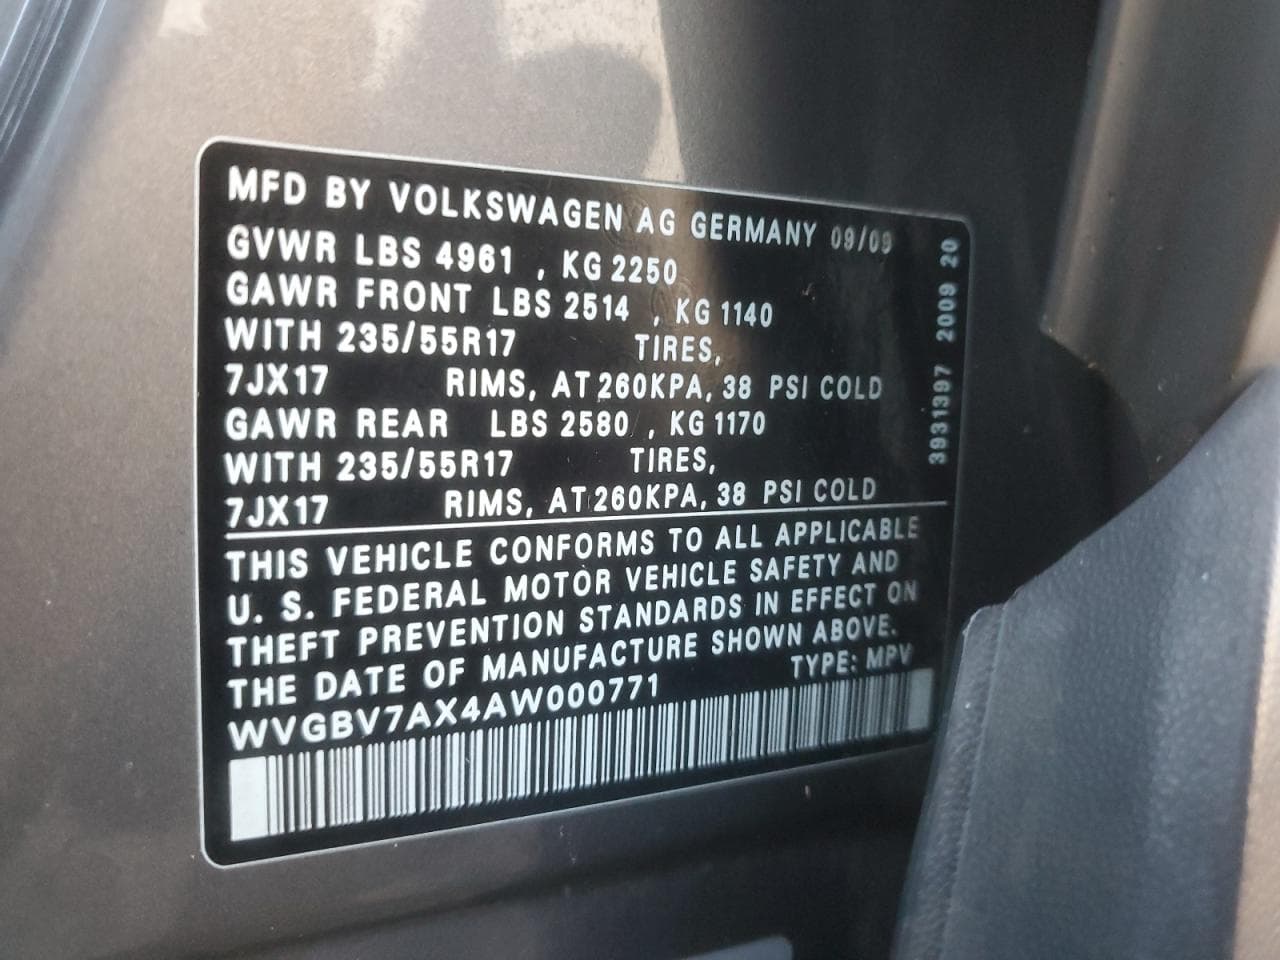 MFD BY VOLKSWAGEN AG GERMANY 09/09
GVWR LBS 4961 , KG 2250
GAWR FRONT LBS 2514 , KG 1140
WITH 235/55R17 TIRES,
7JX17 RIMS, AT 260KPA, 38 PSI COLD
GAWR REAR LBS 2580 , KG 1170
WITH 235/55R17 TIRES,
7JX17 RIMS, AT 260KPA, 38 PSI COLD
THIS VEHICLE CONFORMS TO ALL APPLICABLE
U. S. FEDERAL MOTOR VEHICLE SAFETY AND
THEFT PREVENTION STANDARDS IN EFFECT ON
THE DATE OF MANUFACTURE SHOWN ABOVE.
WVGBV7AX4AW000771 TYPE: MPV
3931397 2009 20